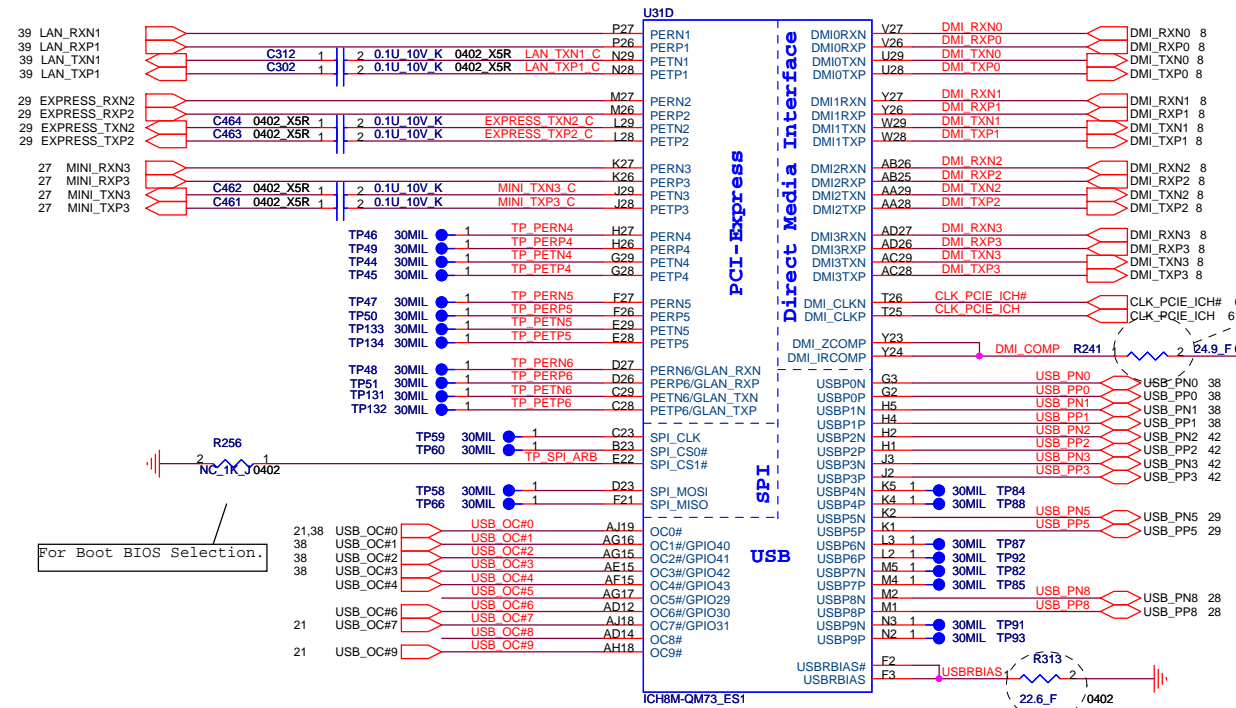 U31D
39 LAN_RXN1 P27 PERN1 DMI0RXN V27 DMI_RXN0 DMI_RXN0 8
39 LAN_RXP1 P26 PERP1 DMI0RXP V26 DMI_RXP0 DMI_RXP0 8
39 LAN_TXN1 C312 1 2 0.1U_10V_K 0402_X5R LAN_TXN1_C N29 PETN1 DMI0TXN U29 DMI_TXN0 DMI_TXN0 8
39 LAN_TXP1 C302 1 2 0.1U_10V_K 0402_X5R LAN_TXP1_C N28 PETP1 DMI0TXP U28 DMI_TXP0 DMI_TXP0 8
29 EXPRESS_RXN2 M27 PERN2 DMI1RXN Y27 DMI_RXN1 DMI_RXN1 8
29 EXPRESS_RXP2 M26 PERP2 DMI1RXP Y26 DMI_RXP1 DMI_RXP1 8
29 EXPRESS_TXN2 C464 0402_X5R 1 2 0.1U_10V_K EXPRESS_TXN2_C L29 PETN2 DMI1TXN W29 DMI_TXN1 DMI_TXN1 8
29 EXPRESS_TXP2 C463 0402_X5R 1 2 0.1U_10V_K EXPRESS_TXP2_C L28 PETP2 DMI1TXP W28 DMI_TXP1 DMI_TXP1 8
27 MINI_RXN3 K27 PERN3 DMI2RXN AB26 DMI_RXN2 DMI_RXN2 8
27 MINI_RXP3 K26 PERP3 DMI2RXP AB25 DMI_RXP2 DMI_RXP2 8
27 MINI_TXN3 C462 0402_X5R 1 2 0.1U_10V_K MINI_TXN3_C J29 PETN3 DMI2TXN AA29 DMI_TXN2 DMI_TXN2 8
27 MINI_TXP3 C461 0402_X5R 1 2 0.1U_10V_K MINI_TXP3_C J28 PETP3 DMI2TXP AA28 DMI_TXP2 DMI_TXP2 8
TP46 30MIL 1 TP_PERN4 H27 PERN4 DMI3RXN AD27 DMI_RXN3 DMI_RXN3 8
TP49 30MIL 1 TP_PERP4 H26 PERP4 DMI3RXP AD26 DMI_RXP3 DMI_RXP3 8
TP44 30MIL 1 TP_PETN4 G29 PETN4 DMI3TXN AC29 DMI_TXN3 DMI_TXN3 8
TP45 30MIL 1 TP_PETP4 G28 PETP4 DMI3TXP AC28 DMI_TXP3 DMI_TXP3 8
PCI-Express
Direct Media Interface
TP47 30MIL 1 TP_PERN5 F27 PERN5 DMI_CLKN T26 CLK_PCIE_ICH# CLK_PCIE_ICH#
TP50 30MIL 1 TP_PERP5 F26 PERP5 DMI_CLKP T25 CLK_PCIE_ICH CLK_PCIE_ICH 6
TP133 30MIL 1 TP_PETN5 E29 PETN5
TP134 30MIL 1 TP_PETP5 E28 PETP5 DMI_ZCOMP Y23
DMI_IRCOMP Y24 DMI_COMP R241 1 2 24.9_F
TP48 30MIL 1 TP_PERN6 D27 PERN6/GLAN_RXN
TP51 30MIL 1 TP_PERP6 D26 PERP6/GLAN_RXP USBP0N G3 USB_PN0 USB_PN0 38
TP131 30MIL 1 TP_PETN6 C29 PETN6/GLAN_TXN USBP0P G2 USB_PP0 USB_PP0 38
TP132 30MIL 1 TP_PETP6 C28 PETP6/GLAN_TXP USBP1N H5 USB_PN1 USB_PN1 38
USBP1P H4 USB_PP1 USB_PP1 38
TP59 30MIL 1 C23 SPI_CLK USBP2N H2 USB_PN2 USB_PN2 42
TP60 30MIL 1 B23 SPI_CS0# USBP2P H1 USB_PP2 USB_PP2 42
R256 2 1 NC_1K_J 0402 TP_SPI_ARB E22 SPI_CS1# USBP3N J3 USB_PN3 USB_PN3 42
USBP3P J2 USB_PP3 USB_PP3 42
SPI
TP58 30MIL 1 D23 SPI_MOSI USBP4N K5 1 30MIL TP84
TP66 30MIL 1 F21 SPI_MISO USBP4P K4 1 30MIL TP88
USBP5N K2 USB_PN5 USB_PN5 29
21,38 USB_OC#0 USB_OC#0 AJ19 OC0# USBP5P K1 USB_PP5 USB_PP5 29
38 USB_OC#1 USB_OC#1 AG16 OC1#/GPIO40 USBP6N L3 1 30MIL TP87
38 USB_OC#2 USB_OC#2 AG15 OC2#/GPIO41 USBP6P L2 1 30MIL TP92
38 USB_OC#3 USB_OC#3 AE15 OC3#/GPIO42 USBP7N M5 1 30MIL TP82
USB_OC#4 USB_OC#4 AF15 OC4#/GPIO43 USBP7P M4 1 30MIL TP85
USB
For Boot BIOS Selection.
USB_OC#5 AG17 OC5#/GPIO29 USBP8N M2 USB_PN8 USB_PN8 28
USB_OC#6 USB_OC#6 AD12 OC6#/GPIO30 USBP8P M1 USB_PP8 USB_PP8 28
21 USB_OC#7 USB_OC#7 AJ18 OC7#/GPIO31 USBP9N N3 1 30MIL TP91
USB_OC#8 AD14 OC8# USBP9P N2 1 30MIL TP93
21 USB_OC#9 USB_OC#9 AH18 OC9#
USBRBIAS# F2
USBRBIAS F3 USBRBIAS 1 R313 2 22.6_F 0402
ICH8M-QM73_ES1